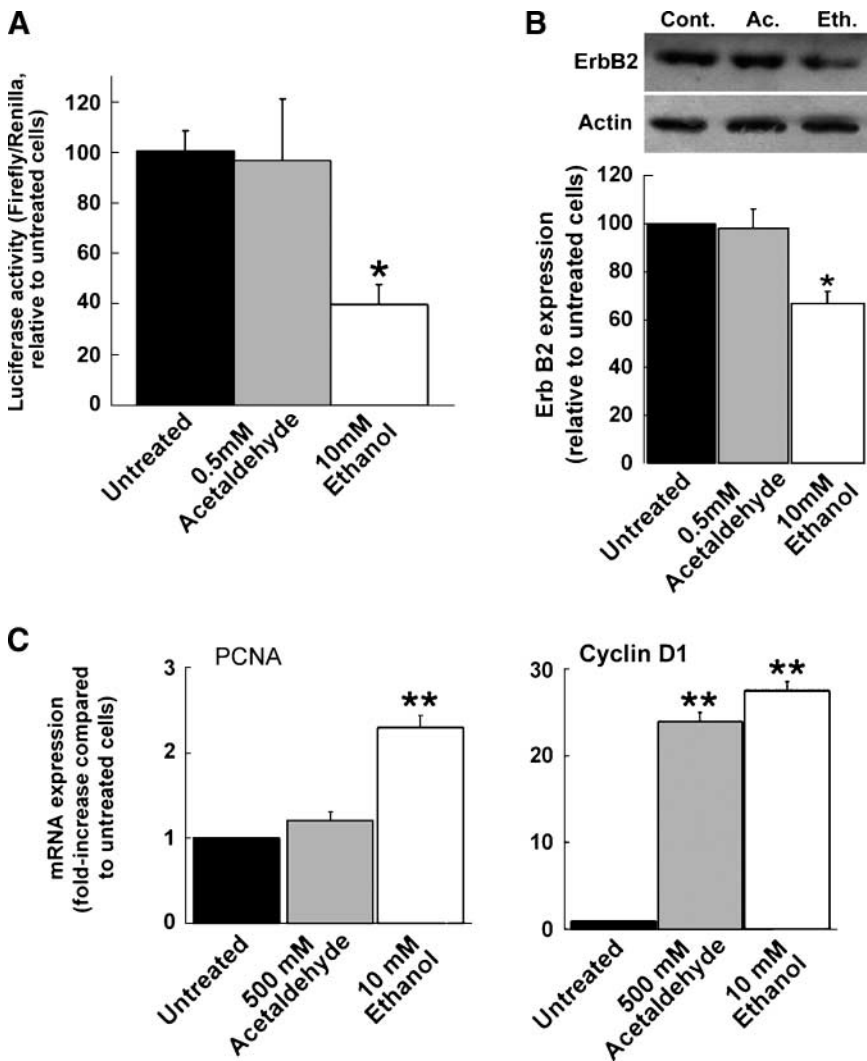 A
Luciferase activity (Firefly/Renilla,
relative to untreated cells)
120
100
80
60
40
20
0
*
Untreated
0.5mM
Acetaldehyde
10mM
Ethanol
B
Cont. Ac. Eth.
ErbB2
Actin
Erb B2 expression
(relative to untreated cells)
120
100
80
60
40
20
0
*
Untreated
0.5mM
Acetaldehyde
10mM
Ethanol
C
mRNA expression
(fold-increase compared
to untreated cells)
PCNA
3
2
1
0
**
Untreated
500 mM
Acetaldehyde
10 mM
Ethanol
Cyclin D1
30
20
10
0
**
**
Untreated
500 mM
Acetaldehyde
10 mM
Ethanol